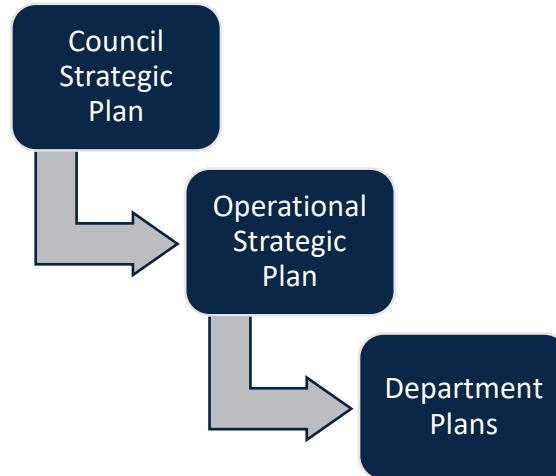 Council
Strategic
Plan
Operational
Strategic
Plan
Department
Plans